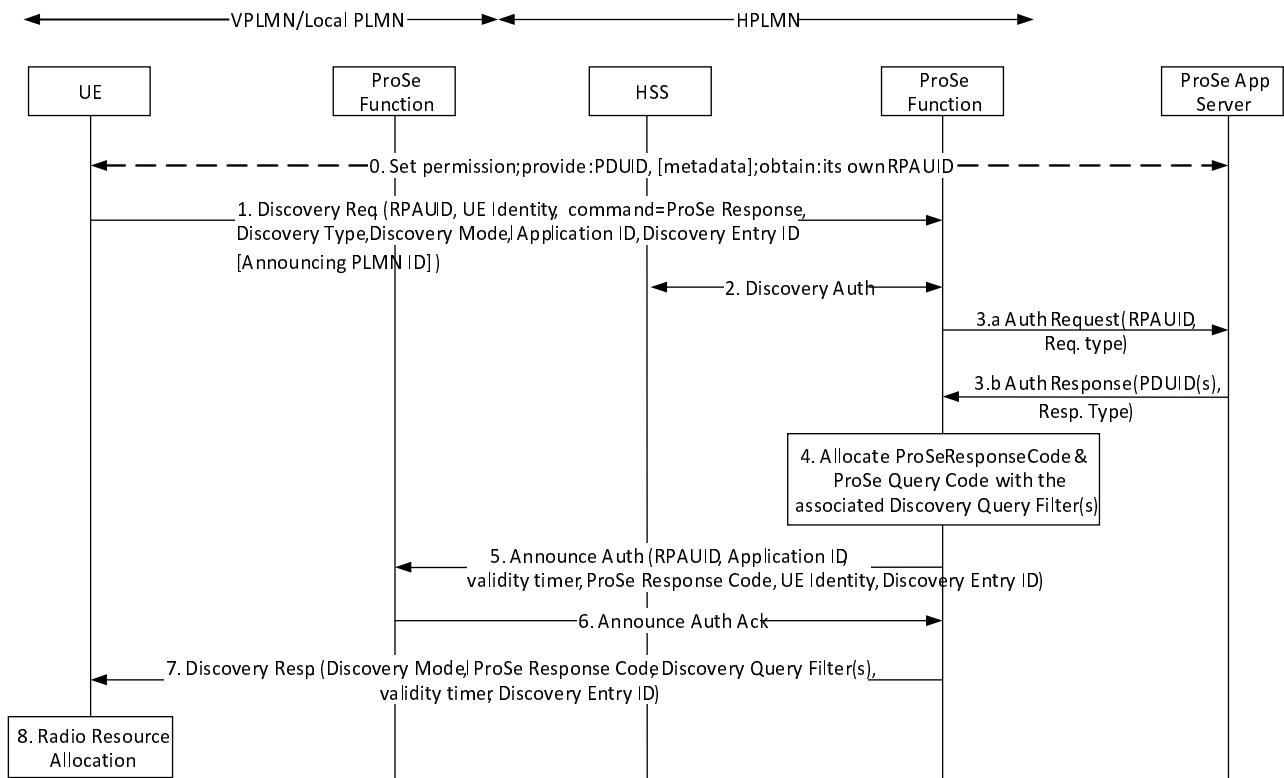 VPLMN/Local PLMN
HPLMN
UE
ProSe
Function
HSS
ProSe
Function
ProSe App
Server
0. Set permission;provide:PDUID, [metadata];obtain:its own RPAUID
1. Discovery Req. (RPAUID, UE Identity, command=ProSe Response,
Discovery Type,Discovery Model, Application ID, Discovery Entry ID
[Announcing PLMN ID] )
2. Discovery Auth
3.a Auth Request(RPAUID,
Req. type)
3.b Auth Response(PDUID(s),
Resp. Type)
4. Allocate ProSeResponseCode &
ProSe Query Code with the
associated Discovery Query Filter(s)
5. Announce Auth. (RPAUID, Application ID,
validity timer, ProSe Response Code, UE Identity, Discovery Entry ID)
6. Announce Auth Ack
7. Discovery Resp. (Discovery Model, ProSe Response Code, Discovery Query Filter(s),
validity timer, Discovery Entry ID)
8. Radio Resource
Allocation